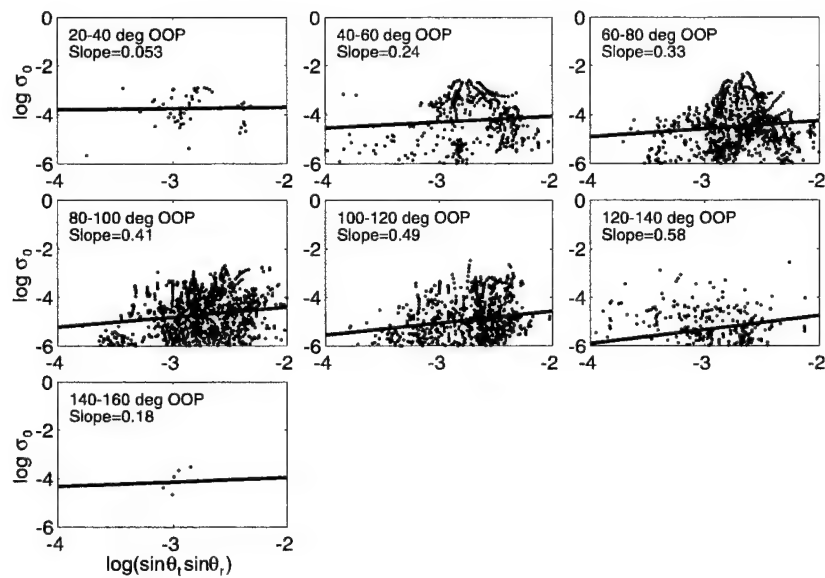 20-40 deg OOP
Slope=0.053
40-60 deg OOP
Slope=0.24
60-80 deg OOP
Slope=0.33
log σ₀
0
-2
-4
-6
0
-2
-4
-6
0
-2
-4
-6
-4 -3 -2
-4 -3 -2
-4 -3 -2
80-100 deg OOP
Slope=0.41
100-120 deg OOP
Slope=0.49
120-140 deg OOP
Slope=0.58
log σ₀
0
-2
-4
-6
0
-2
-4
-6
0
-2
-4
-6
-4 -3 -2
-4 -3 -2
-4 -3 -2
140-160 deg OOP
Slope=0.18
log σ₀
0
-2
-4
-6
-4 -3 -2
log(sinθₜsinθᵣ)